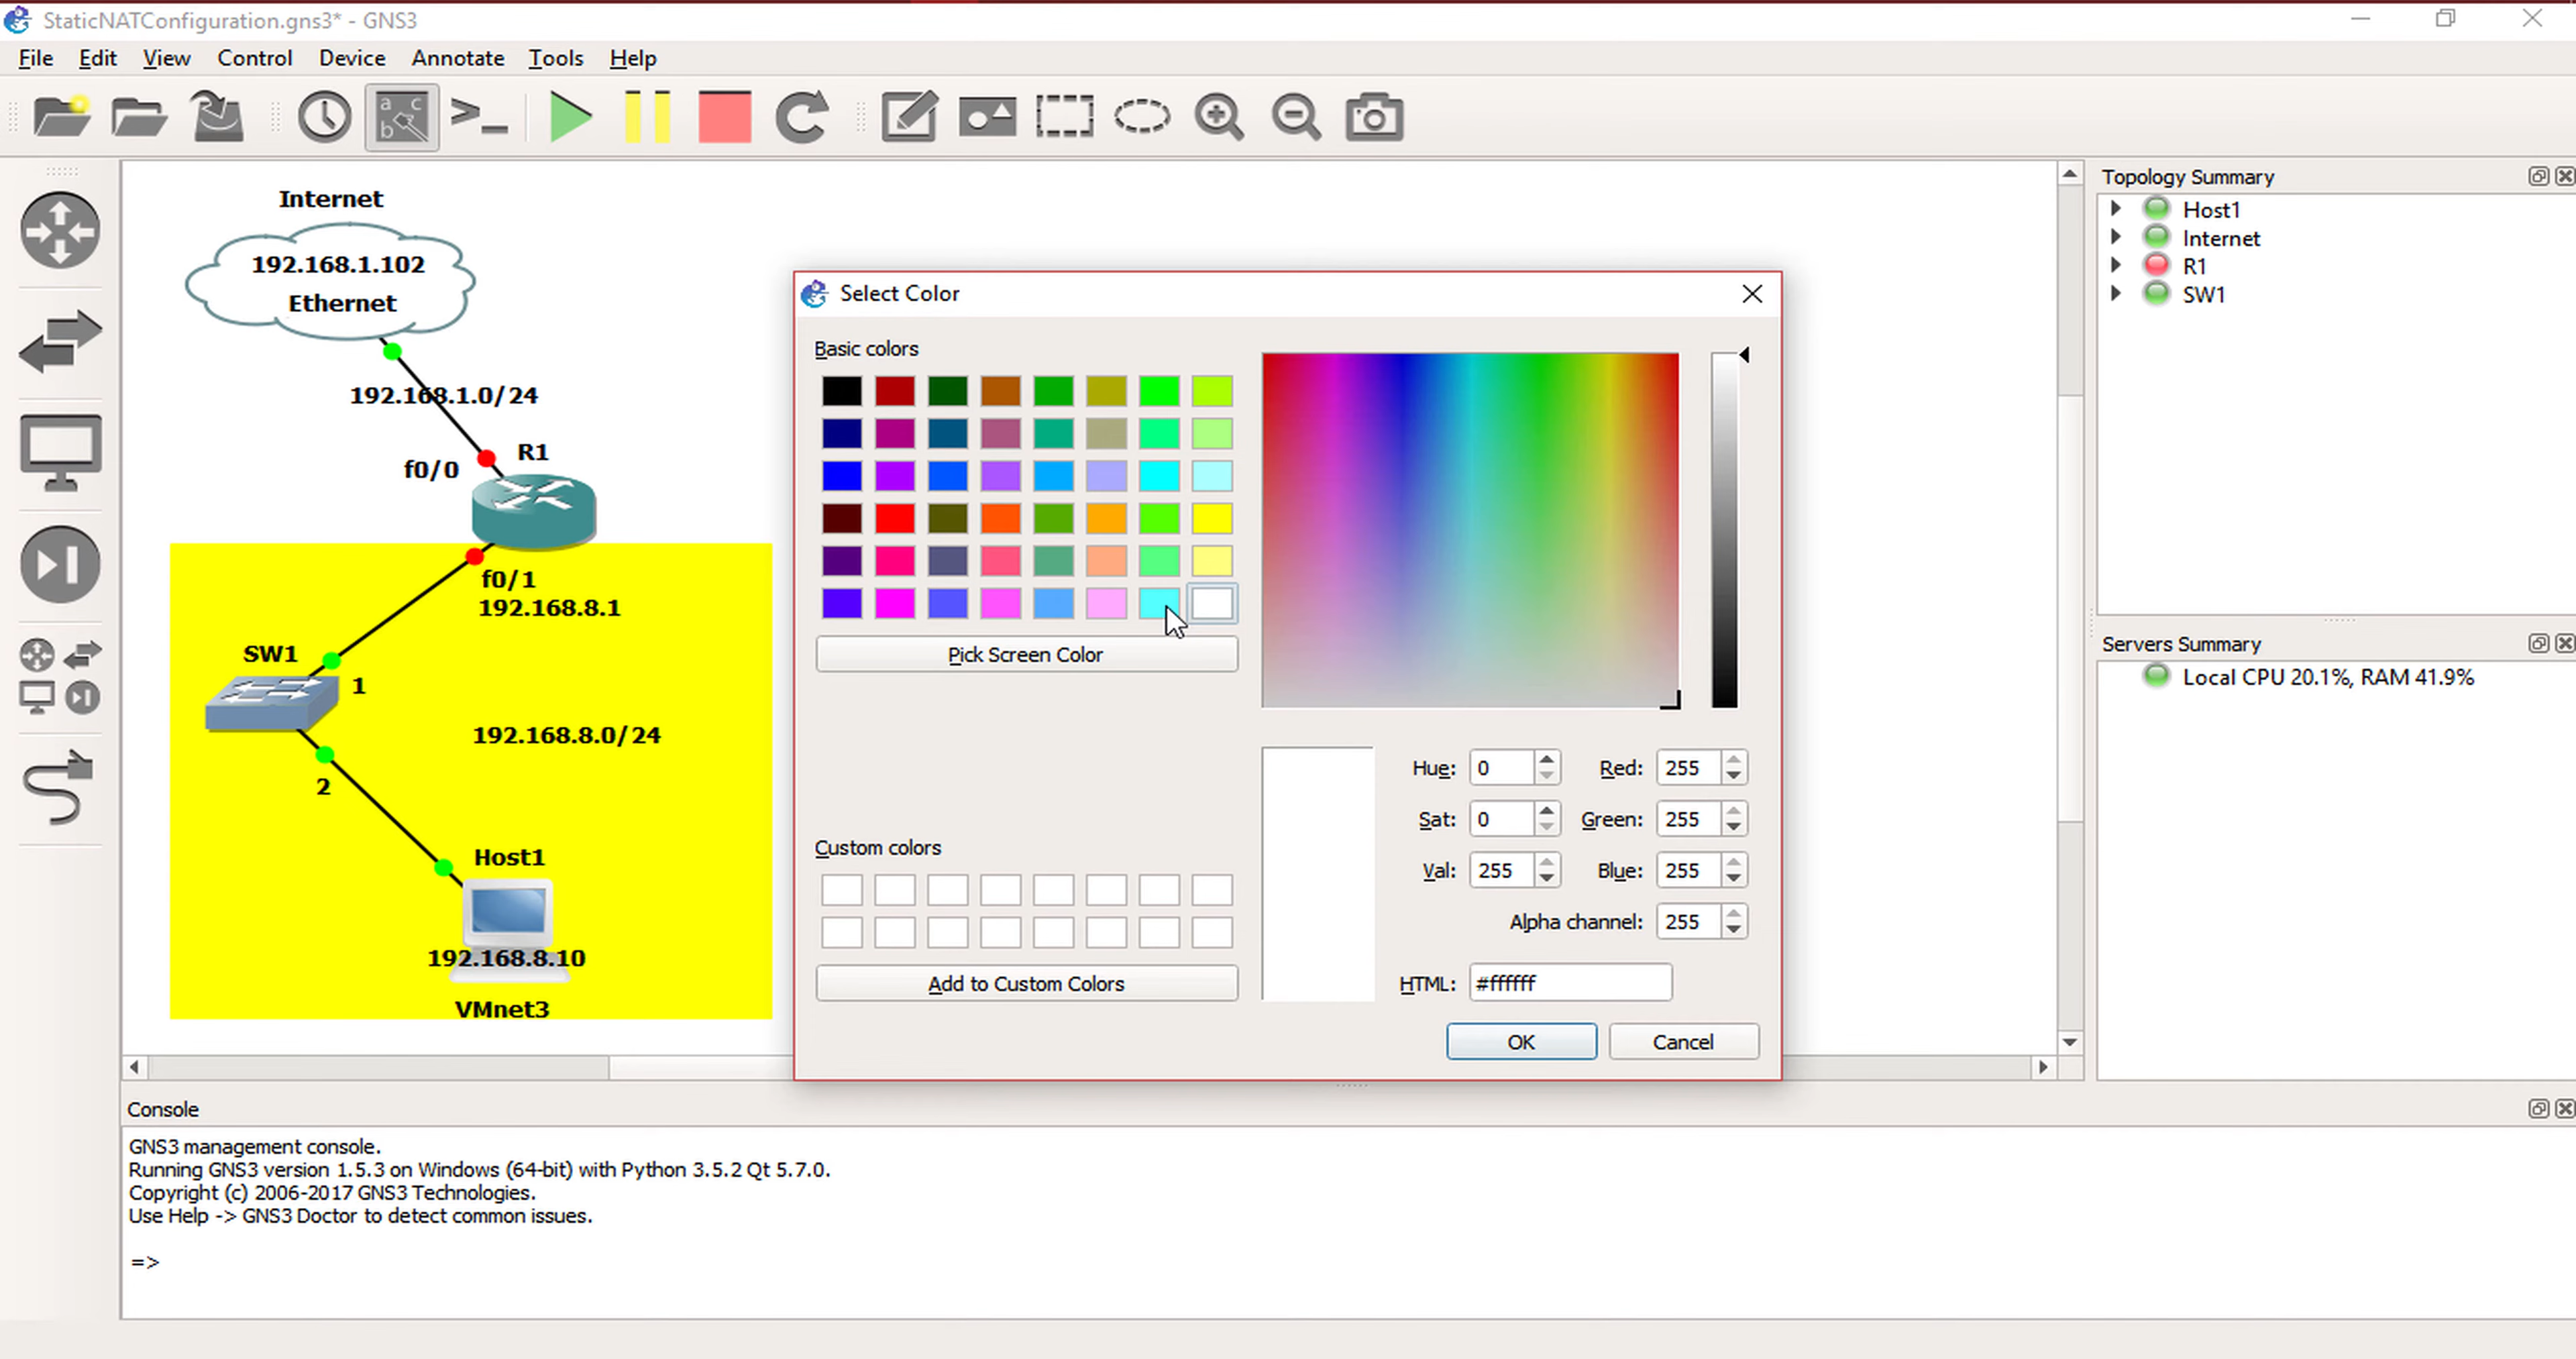 StaticNATConfiguration.gns3* - GNS3
File Edit View Control Device Annotate Tools Help
Internet
192.168.1.102
Ethernet
192.168.1.0/24
R1
f0/0
f0/1
192.168.8.1
SW1
1
192.168.8.0/24
2
Host1
192.168.8.10
VMnet3
Select Color
Basic colors
Pick Screen Color
Custom colors
Add to Custom Colors
Hue: 0 Red: 255
Sat: 0 Green: 255
Val: 255 Blue: 255
Alpha channel: 255
HTML: #ffffff
OK Cancel
Topology Summary
Host1
Internet
R1
SW1
Servers Summary
Local CPU 20.1%, RAM 41.9%
Console
GNS3 management console.
Running GNS3 version 1.5.3 on Windows (64-bit) with Python 3.5.2 Qt 5.7.0.
Copyright (c) 2006-2017 GNS3 Technologies.
Use Help -> GNS3 Doctor to detect common issues.
=>